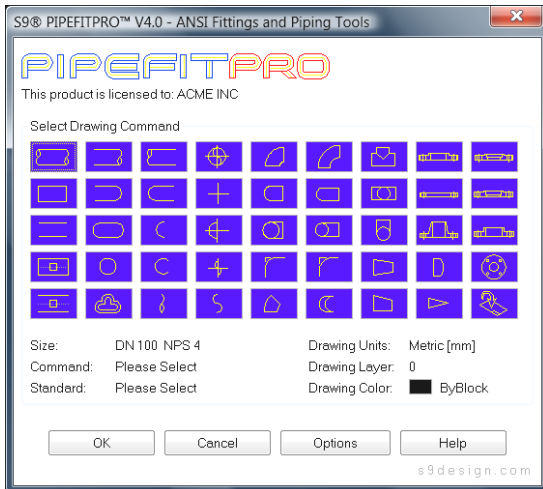 S9® PIPEFITPRO™ V4.0 - ANSI Fittings and Piping Tools
PIPEFITPRO
This product is licensed to: ACME INC
Select Drawing Command
Size: DN 100 NPS 4 Drawing Units: Metric [mm]
Command: Please Select Drawing Layer: 0
Standard: Please Select Drawing Color: ByBlock
OK Cancel Options Help
s9design.com